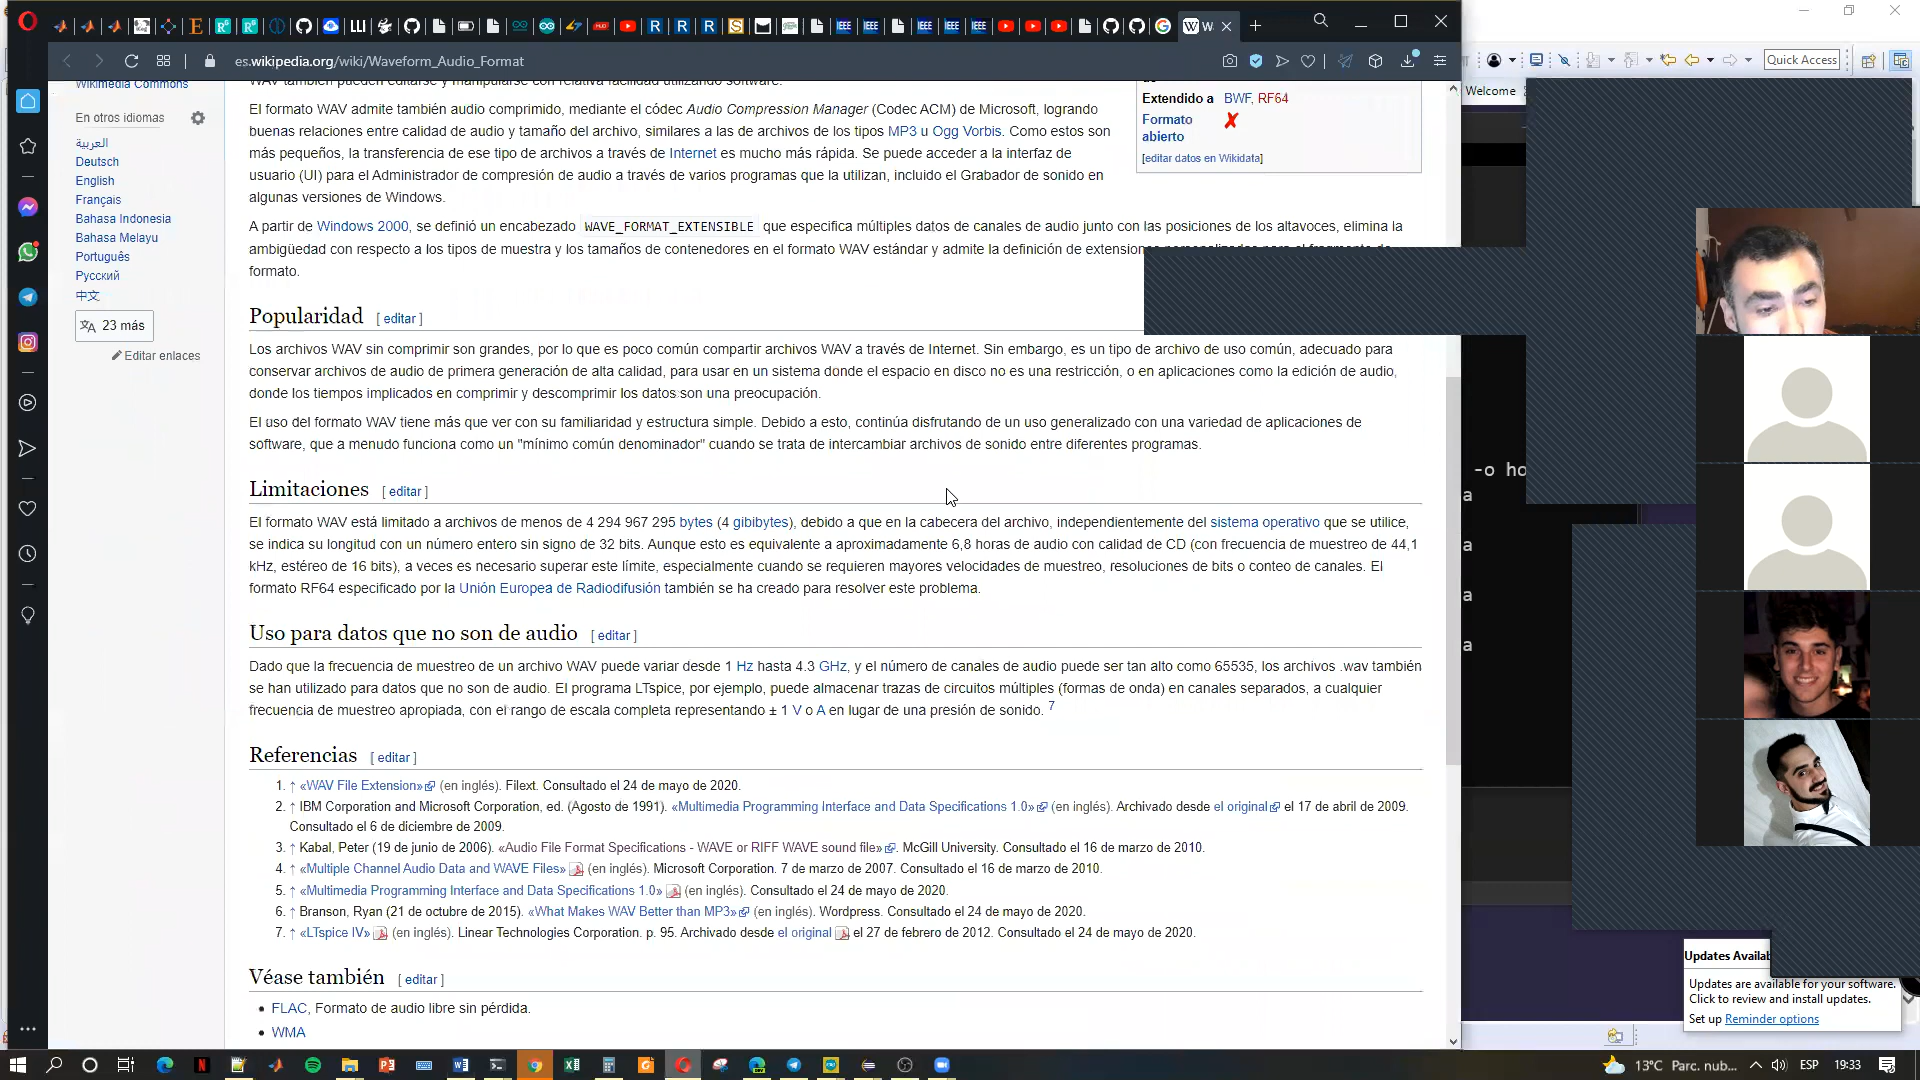 es.wikipedia.org/wiki/Waveform_Audio_Format
Quick Access
Welcome
Wikimedia Commons
En otros idiomas
العربية
Deutsch
English
Français
Bahasa Indonesia
Bahasa Melayu
Português
Русский
中文
23 más
Editar enlaces
WAV también pueden editarse y manipularse con relativa facilidad utilizando software.
El formato WAV admite también audio comprimido, mediante el códec Audio Compression Manager (Codec ACM) de Microsoft, logrando
buenas relaciones entre calidad de audio y tamaño del archivo, similares a las de archivos de los tipos MP3 u Ogg Vorbis. Como estos son
más pequeños, la transferencia de ese tipo de archivos a través de Internet es mucho más rápida. Se puede acceder a la interfaz de
usuario (UI) para el Administrador de compresión de audio a través de varios programas que la utilizan, incluido el Grabador de sonido en
algunas versiones de Windows.
Extendido a BWF, RF64
Formato abierto
[editar datos en Wikidata]
A partir de Windows 2000, se definió un encabezado WAVE_FORMAT_EXTENSIBLE que especifica múltiples datos de canales de audio junto con las posiciones de los altavoces, elimina la
ambigüedad con respecto a los tipos de muestra y los tamaños de contenedores en el formato WAV estándar y admite la definición de extensiones
formato.
Popularidad [ editar ]
Los archivos WAV sin comprimir son grandes, por lo que es poco común compartir archivos WAV a través de Internet. Sin embargo, es un tipo de archivo de uso común, adecuado para
conservar archivos de audio de primera generación de alta calidad, para usar en un sistema donde el espacio en disco no es una restricción, o en aplicaciones como la edición de audio,
donde los tiempos implicados en comprimir y descomprimir los datos son una preocupación.
El uso del formato WAV tiene más que ver con su familiaridad y estructura simple. Debido a esto, continúa disfrutando de un uso generalizado con una variedad de aplicaciones de
software, que a menudo funciona como un "mínimo común denominador" cuando se trata de intercambiar archivos de sonido entre diferentes programas.
Limitaciones [ editar ]
El formato WAV está limitado a archivos de menos de 4 294 967 295 bytes (4 gibibytes), debido a que en la cabecera del archivo, independientemente del sistema operativo que se utilice,
se indica su longitud con un número entero sin signo de 32 bits. Aunque esto es equivalente a aproximadamente 6,8 horas de audio con calidad de CD (con frecuencia de muestreo de 44,1
kHz, estéreo de 16 bits), a veces es necesario superar este límite, especialmente cuando se requieren mayores velocidades de muestreo, resoluciones de bits o conteo de canales. El
formato RF64 especificado por la Unión Europea de Radiodifusión también se ha creado para resolver este problema.
Uso para datos que no son de audio [ editar ]
Dado que la frecuencia de muestreo de un archivo WAV puede variar desde 1 Hz hasta 4.3 GHz, y el número de canales de audio puede ser tan alto como 65535, los archivos .wav también
se han utilizado para datos que no son de audio. El programa LTspice, por ejemplo, puede almacenar trazas de circuitos múltiples (formas de onda) en canales separados, a cualquier
frecuencia de muestreo apropiada, con el rango de escala completa representando ± 1 V o A en lugar de una presión de sonido. 7
Referencias [ editar ]
1. ↑ «WAV File Extension» (en inglés). Filext. Consultado el 24 de mayo de 2020.
2. ↑ IBM Corporation and Microsoft Corporation, ed. (Agosto de 1991). «Multimedia Programming Interface and Data Specifications 1.0» (en inglés). Archivado desde el original el 17 de abril de 2009.
Consultado el 6 de diciembre de 2009.
3. ↑ Kabal, Peter (19 de junio de 2006). «Audio File Format Specifications - WAVE or RIFF WAVE sound file». McGill University. Consultado el 16 de marzo de 2010.
4. ↑ «Multiple Channel Audio Data and WAVE Files» (en inglés). Microsoft Corporation. 7 de marzo de 2007. Consultado el 16 de marzo de 2010.
5. ↑ «Multimedia Programming Interface and Data Specifications 1.0» (en inglés). Consultado el 24 de mayo de 2020.
6. ↑ Branson, Ryan (21 de octubre de 2015). «What Makes WAV Better than MP3» (en inglés). Wordpress. Consultado el 24 de mayo de 2020.
7. ↑ «LTspice IV» (en inglés). Linear Technologies Corporation. p. 95. Archivado desde el original el 27 de febrero de 2012. Consultado el 24 de mayo de 2020.
Véase también [ editar ]
• FLAC, Formato de audio libre sin pérdida.
• WMA
-o ho
a
a
a
a
Updates Availab
Updates are available for your software.
Click to review and install updates.
Set up Reminder options
13°C Parc. nub...
ESP
19:33